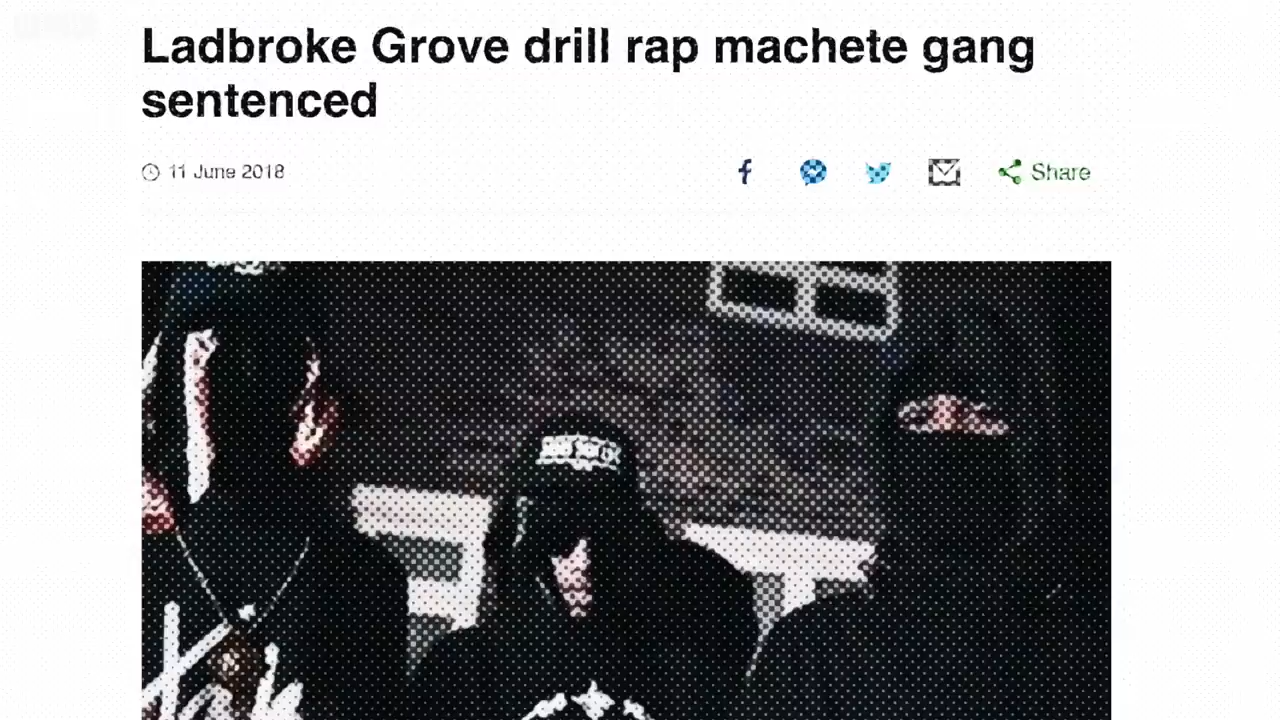 Ladbroke Grove drill rap machete gang
sentenced
11 June 2018
Share